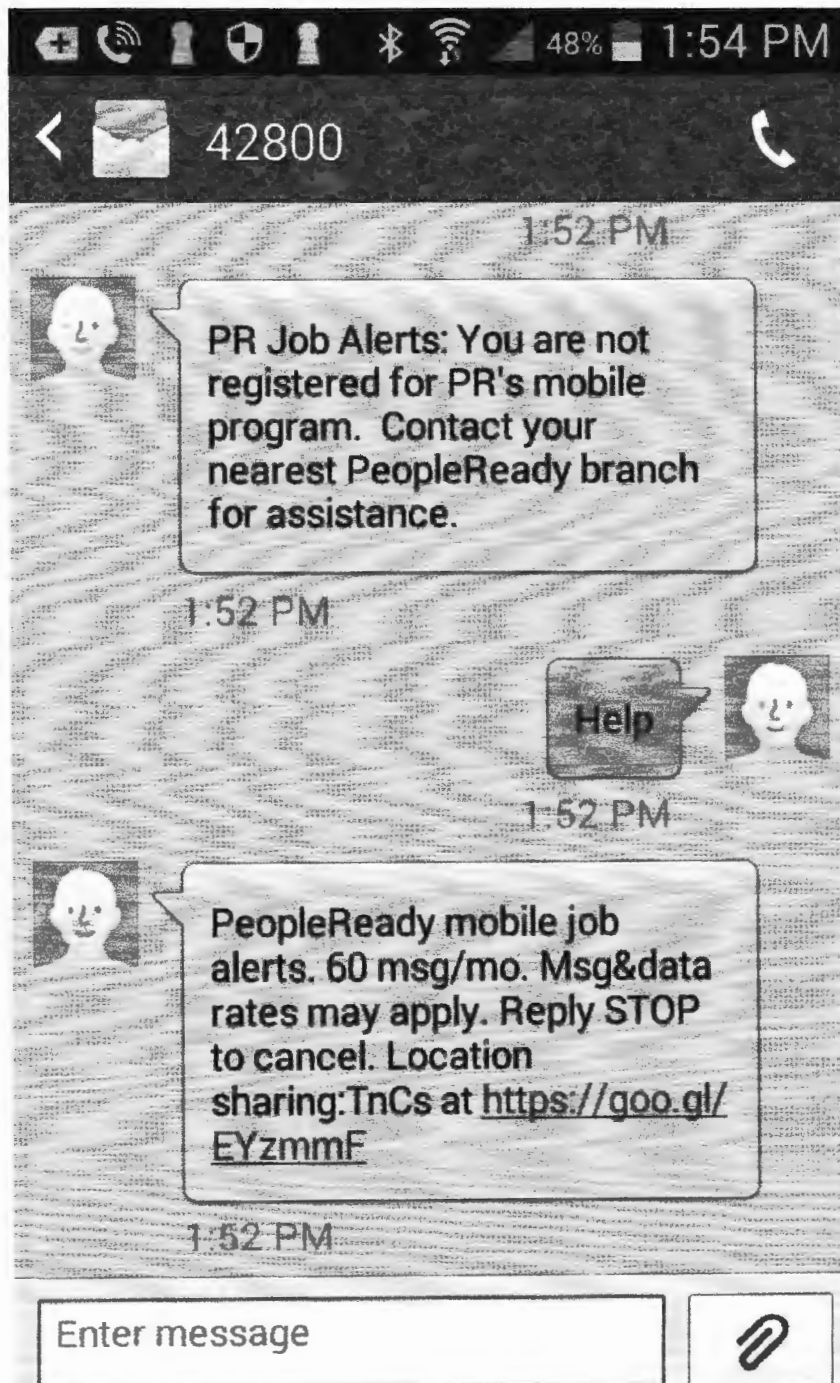 48% 1:54 PM
42800
1:52 PM
PR Job Alerts: You are not
registered for PR's mobile
program.  Contact your
nearest PeopleReady branch
for assistance.
1:52 PM
Help
1:52 PM
PeopleReady mobile job
alerts. 60 msg/mo. Msg&data
rates may apply. Reply STOP
to cancel. Location
sharing:TnCs at https://goo.gl/
EYzmmF
1:52 PM
Enter message